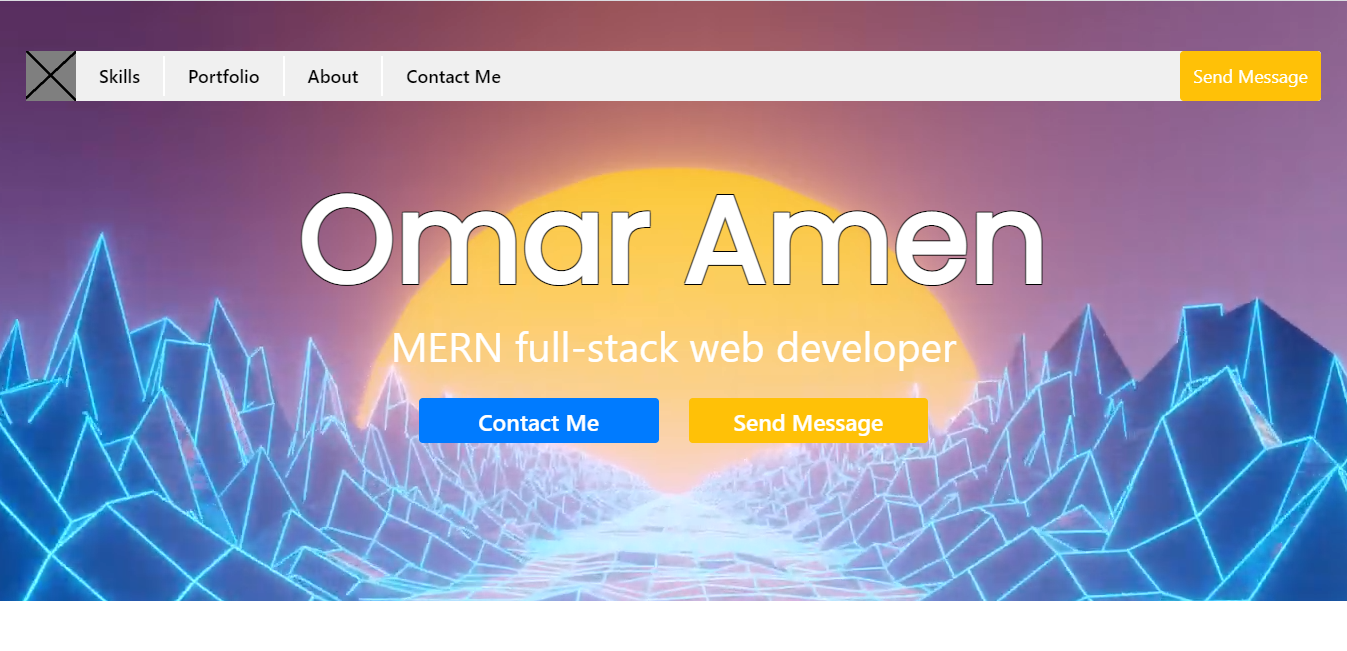 Skills Portfolio About Contact Me Send Message
Omar Amen
MERN full-stack web developer
Contact Me Send Message